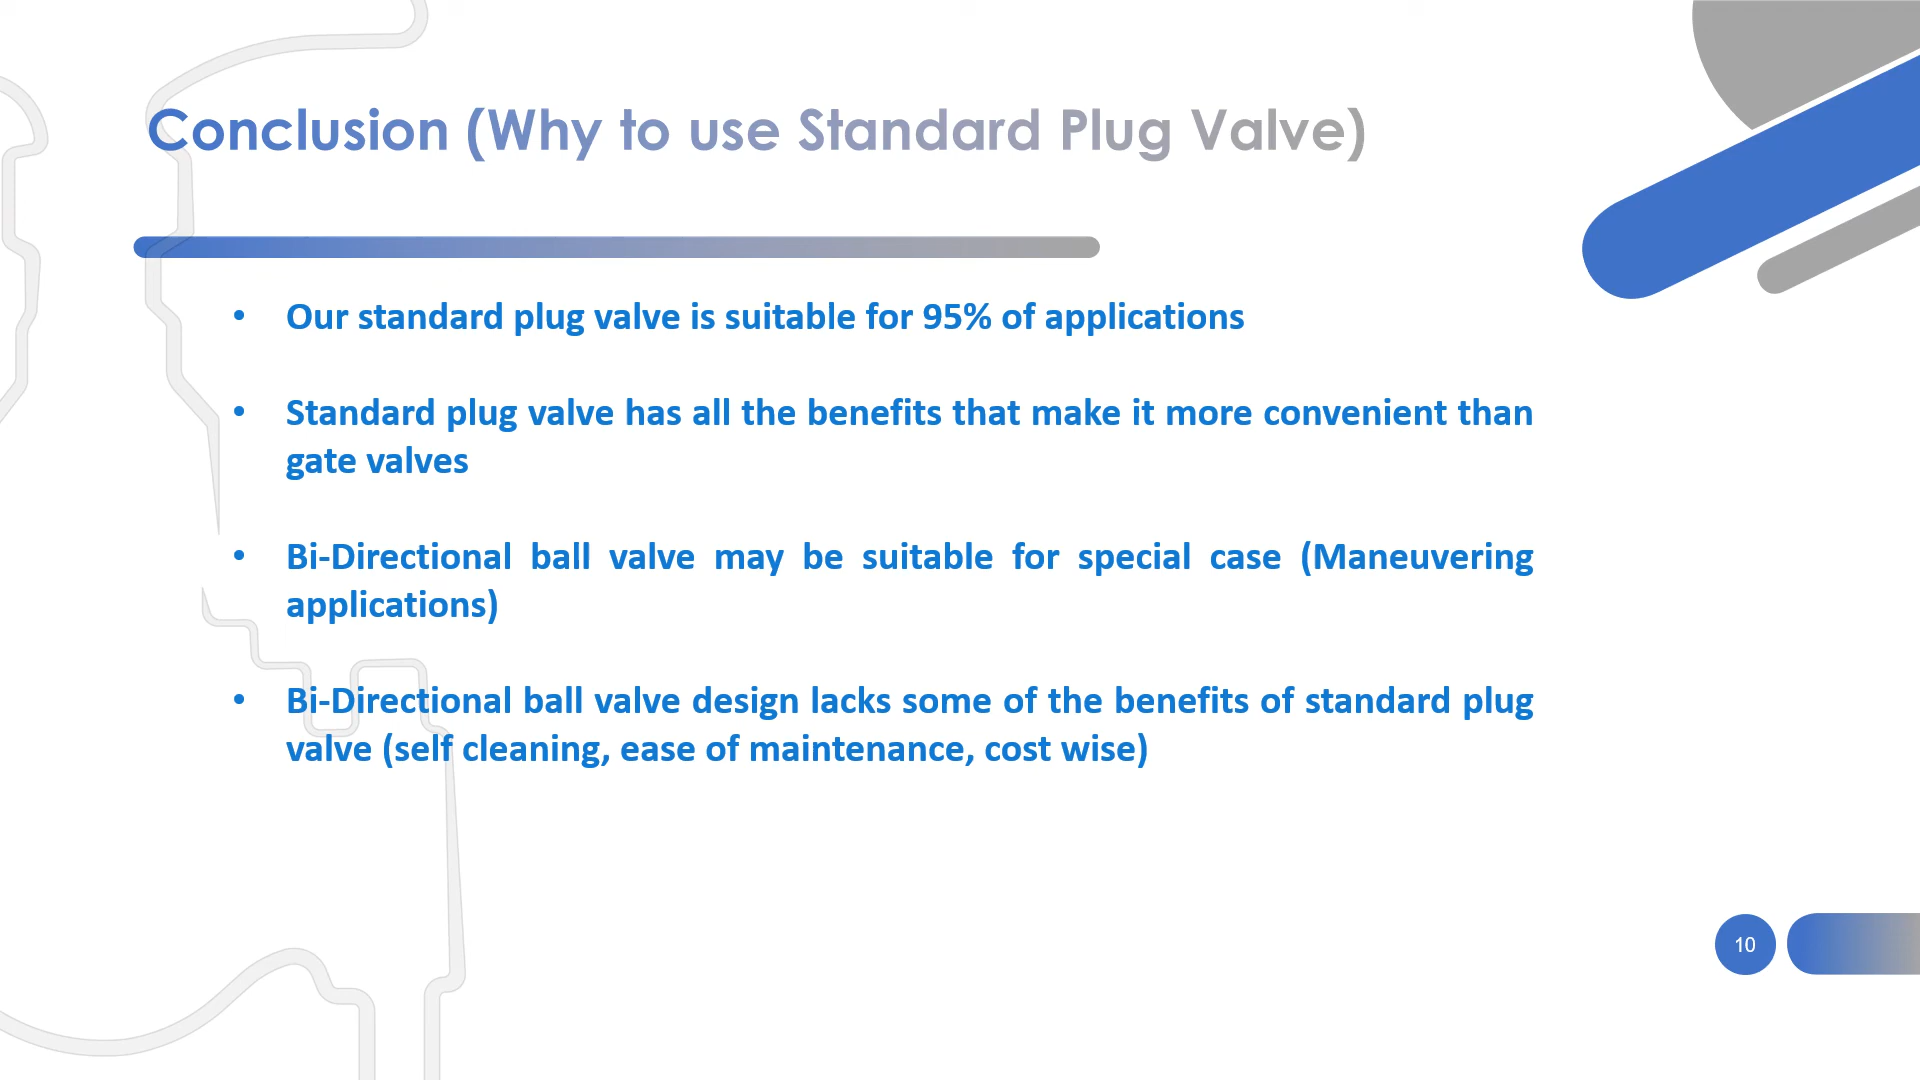 Conclusion (Why to use Standard Plug Valve)
• Our standard plug valve is suitable for 95% of applications
• Standard plug valve has all the benefits that make it more convenient than
gate valves
• Bi-Directional ball valve may be suitable for special case (Maneuvering
applications)
• Bi-Directional ball valve design lacks some of the benefits of standard plug
valve (self cleaning, ease of maintenance, cost wise)
10